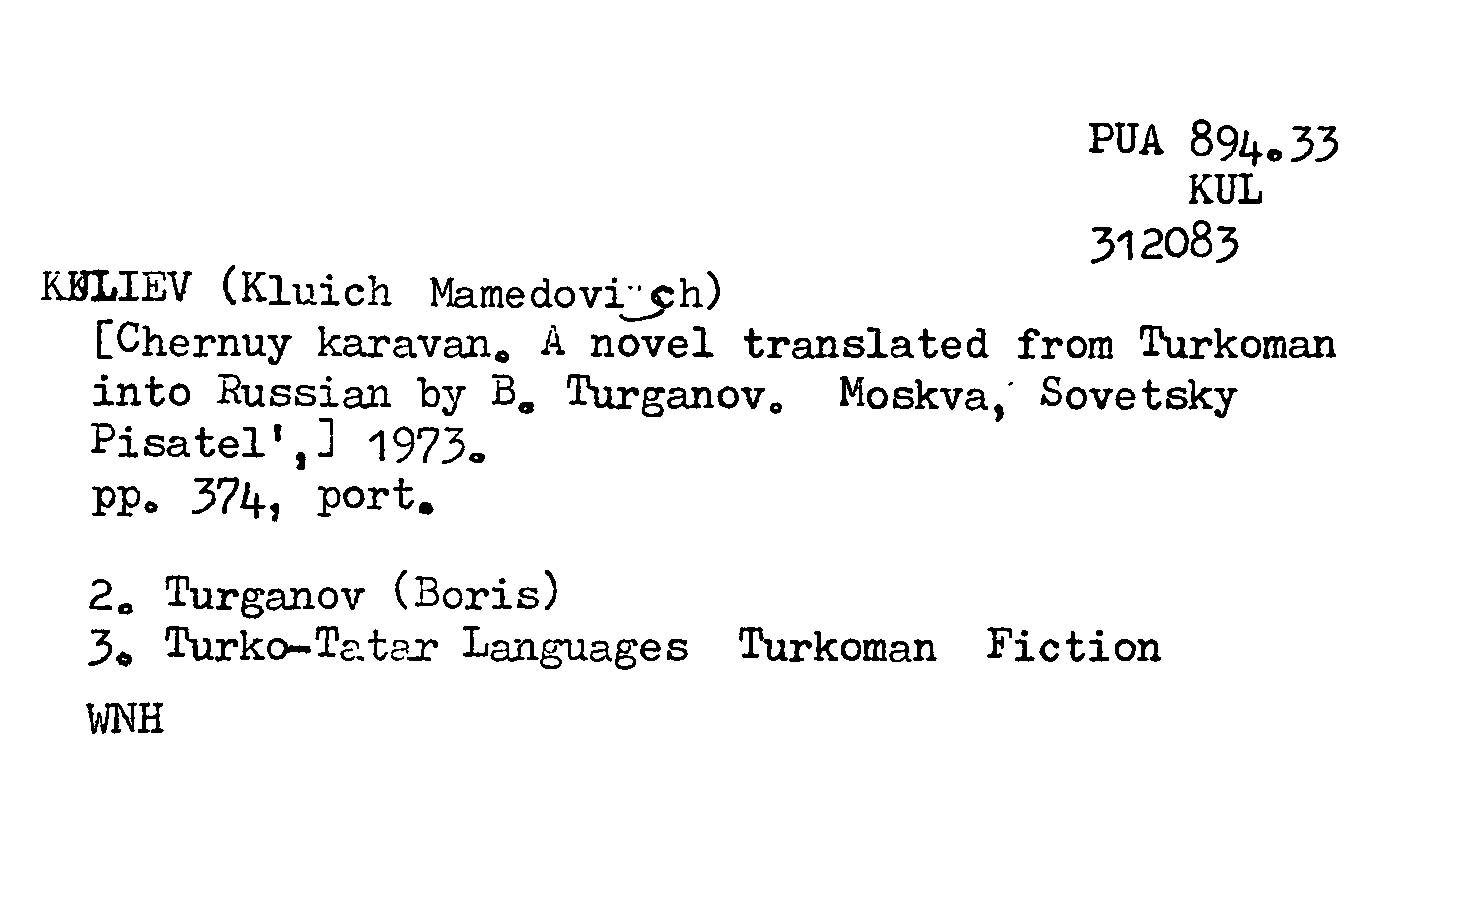 PUA 894.33
KUL
312083
KULIEV (Kluich Mamedovich)
[Chernuy karavan. A novel translated from Turkoman
into Russian by B. Turganov. Moskva, Sovetsky
Pisatel',] 1973.
pp. 374, port.
2. Turganov (Boris)
3. Turko-Tatar Languages Turkoman Fiction
WNH